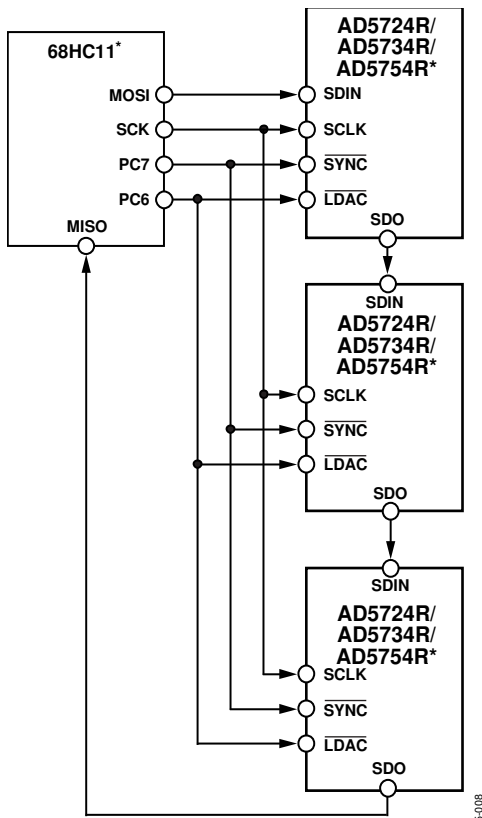 68HC11*
MOSI
SCK
PC7
PC6
MISO
AD5724R/
AD5734R/
AD5754R*
SDIN
SCLK
SYNC
LDAC
SDO
SDIN
AD5724R/
AD5734R/
AD5754R*
SCLK
SYNC
LDAC
SDO
SDIN
AD5724R/
AD5734R/
AD5754R*
SCLK
SYNC
LDAC
SDO